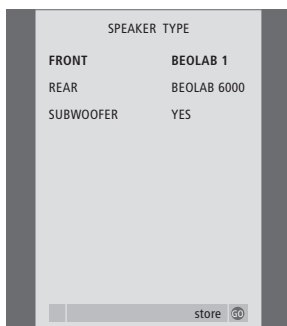 SPEAKER TYPE
FRONT BEOLAB 1
REAR BEOLAB 6000
SUBWOOFER YES
store GO